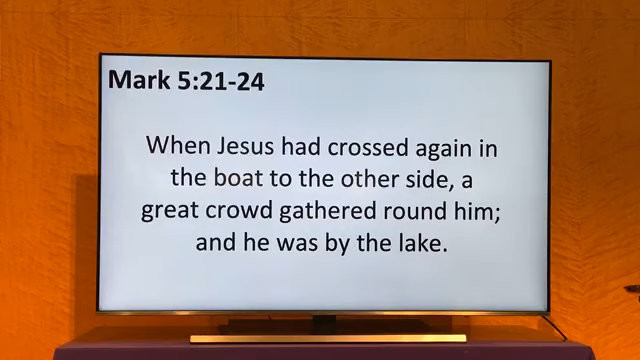 Mark 5:21-24
When Jesus had crossed again in
the boat to the other side, a
great crowd gathered round him;
and he was by the lake.